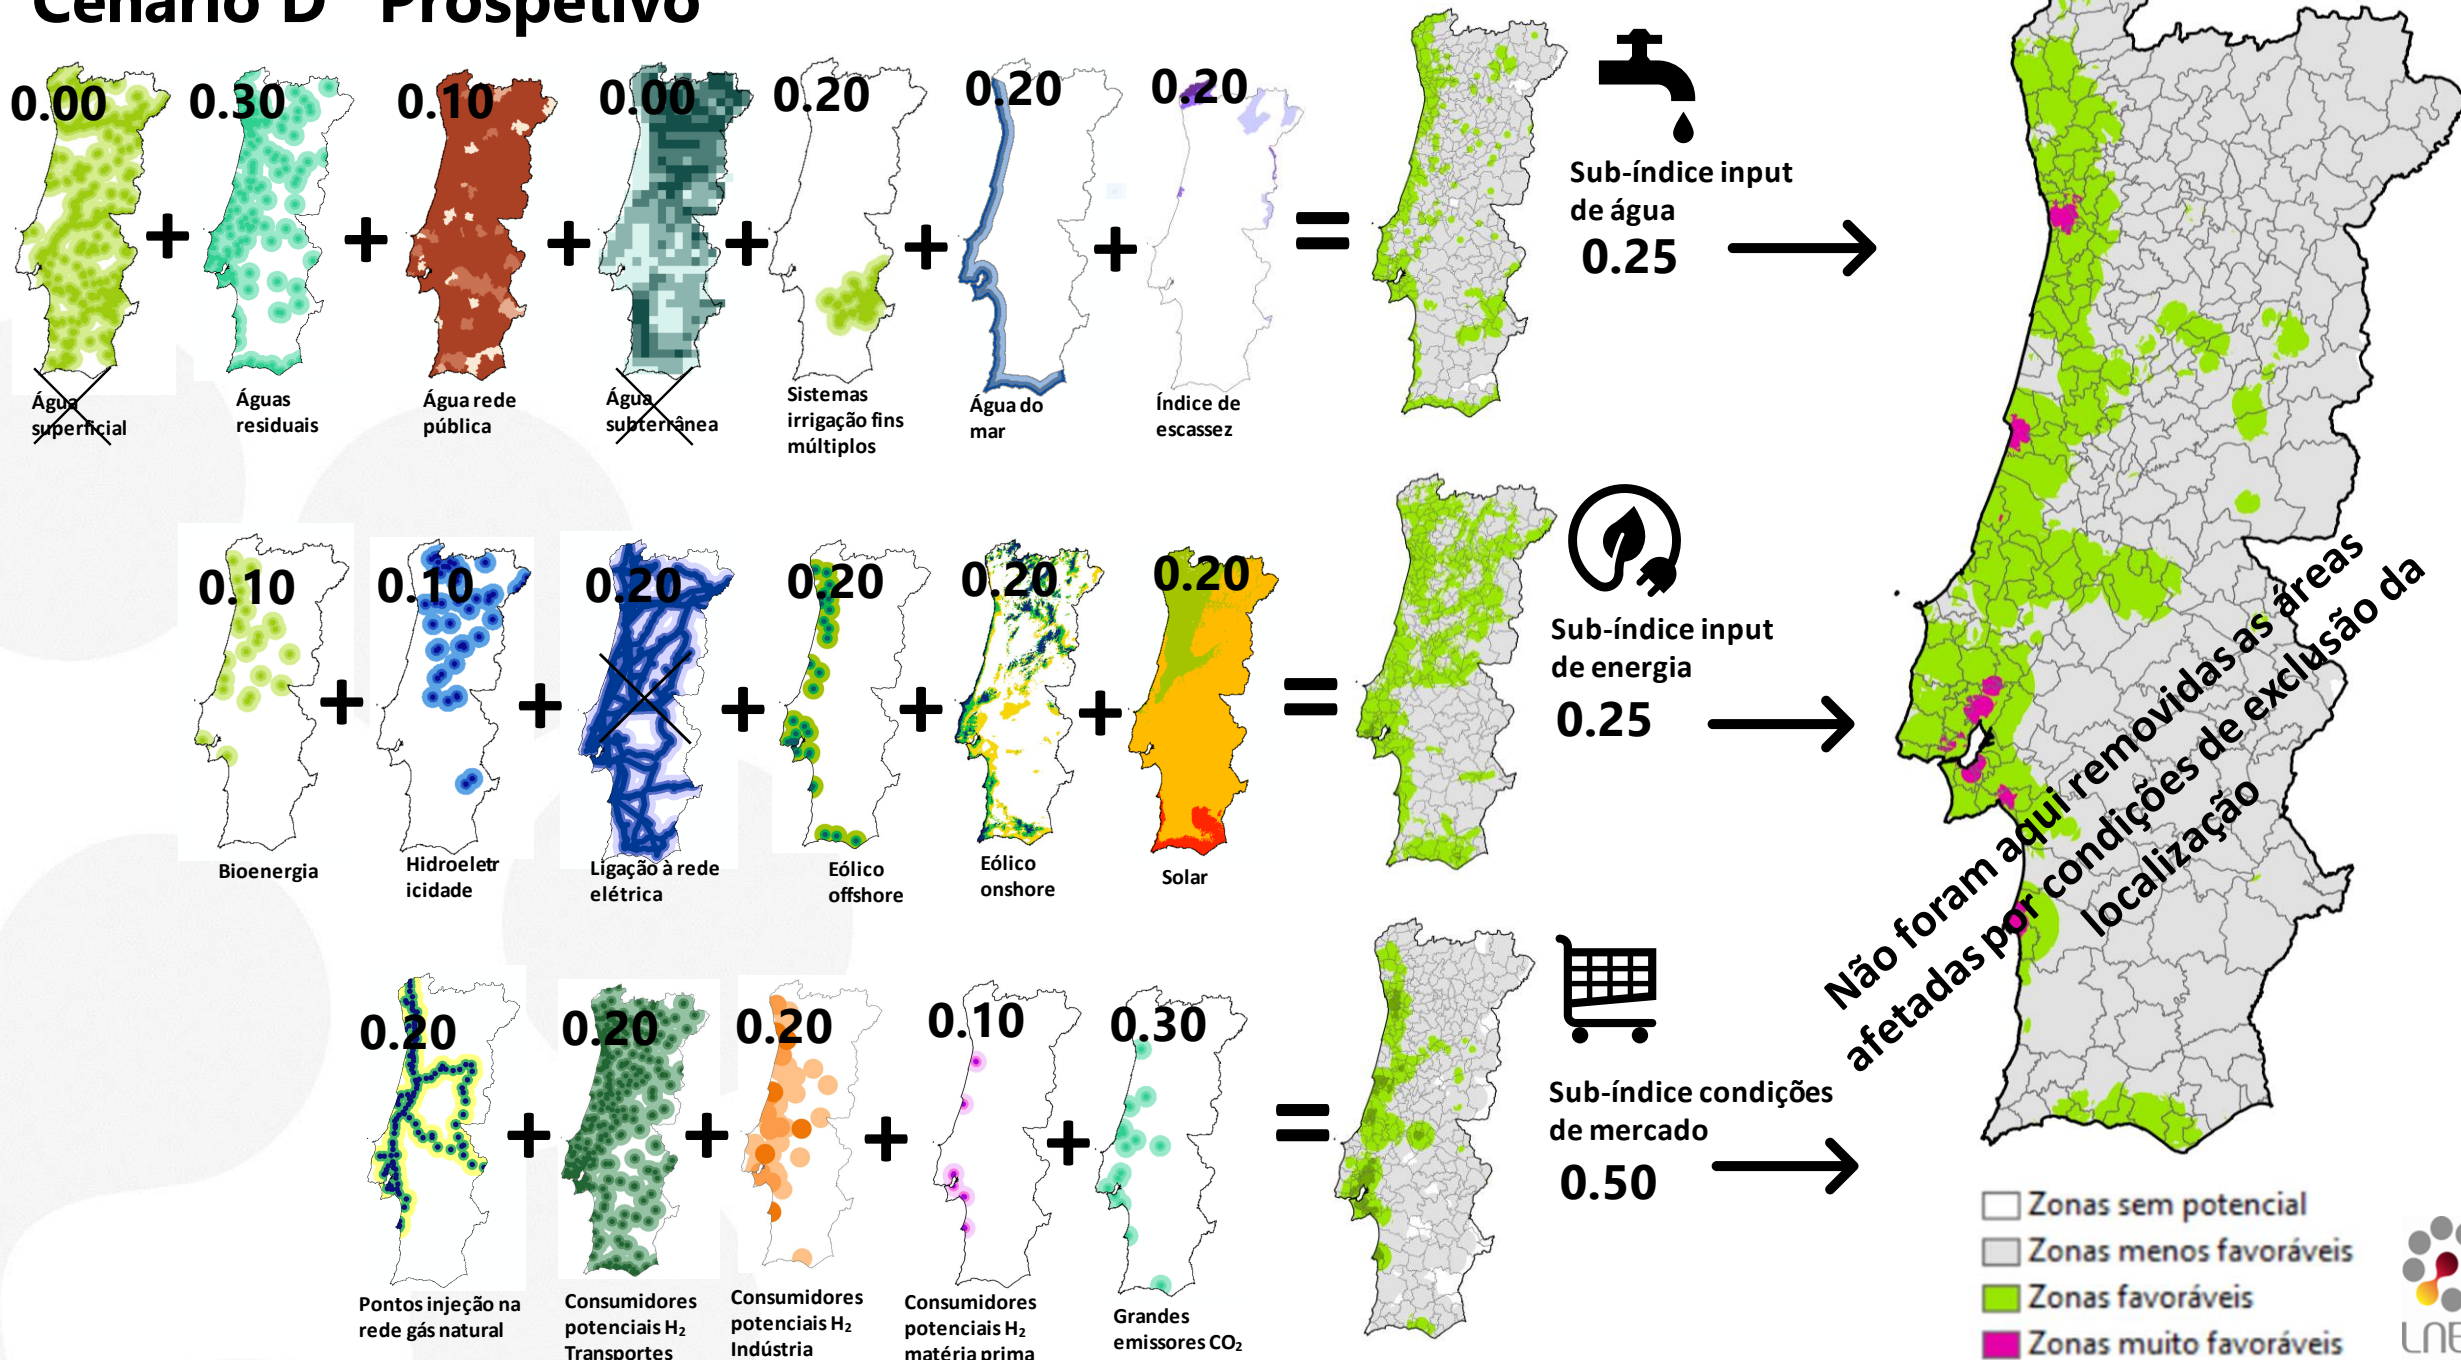 Cenário D Prospetivo
0.00
0.30
0.10
0.00
0.20
0.20
0.20
+
+
+
+
+
+
=
Água
superficial
Águas
residuais
Água rede
pública
Água
subterrânea
Sistemas
irrigação fins
múltiplos
Água do
mar
Índice de
escassez
Sub-índice input
de água
0.25
0.10
0.10
0.20
0.20
0.20
0.20
+
+
+
+
+
=
Bioenergia
Hidroeletr
icidade
Ligação à rede
elétrica
Eólico
offshore
Eólico
onshore
Solar
Sub-índice input
de energia
0.25
0.20
0.20
0.20
0.10
0.30
+
+
+
+
=
Pontos injeção na
rede gás natural
Consumidores
potenciais H₂
Transportes
Consumidores
potenciais H₂
Indústria
Consumidores
potenciais H₂
matéria prima
Grandes
emissores CO₂
Sub-índice condições
de mercado
0.50
Não foram aqui removidas as áreas
afetadas por condições de exclusão da
localização
Zonas sem potencial
Zonas menos favoráveis
Zonas favoráveis
Zonas muito favoráveis